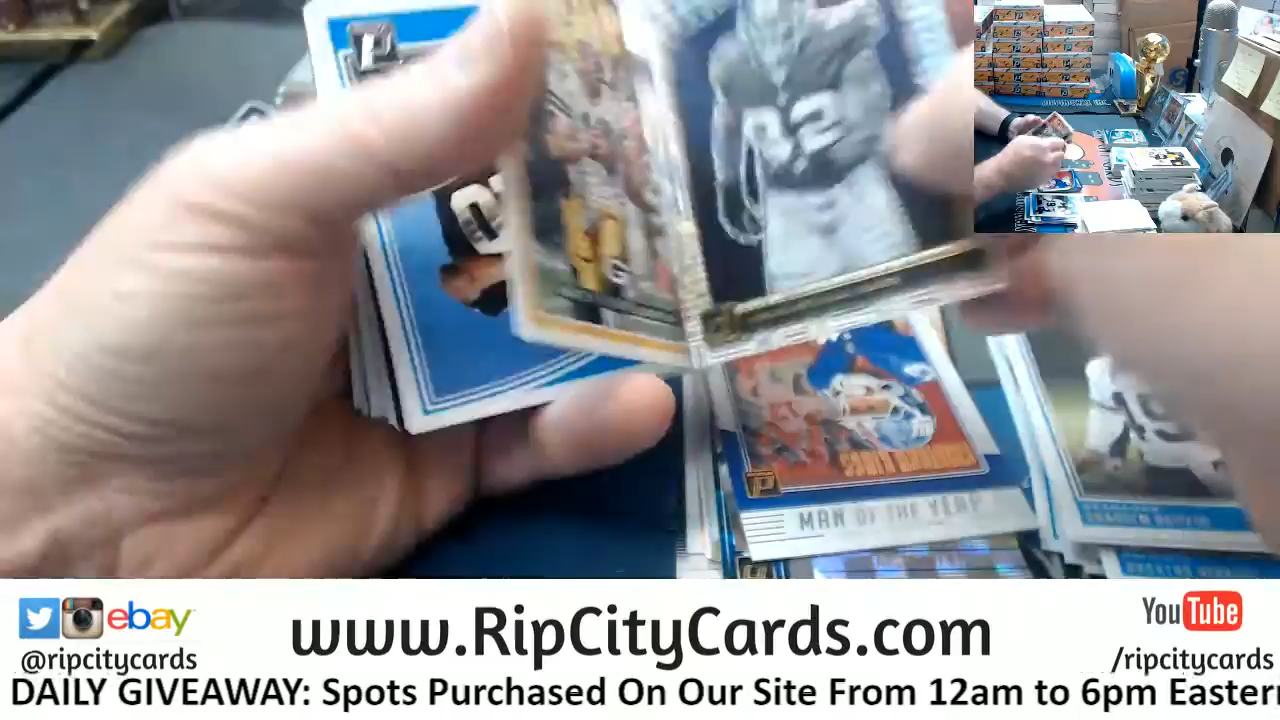 22
MAN OF THE YEAR
ebay
@ripcitycards
www.RipCityCards.com
YouTube
/ripcitycards
DAILY GIVEAWAY: Spots Purchased On Our Site From 12am to 6pm Eastern